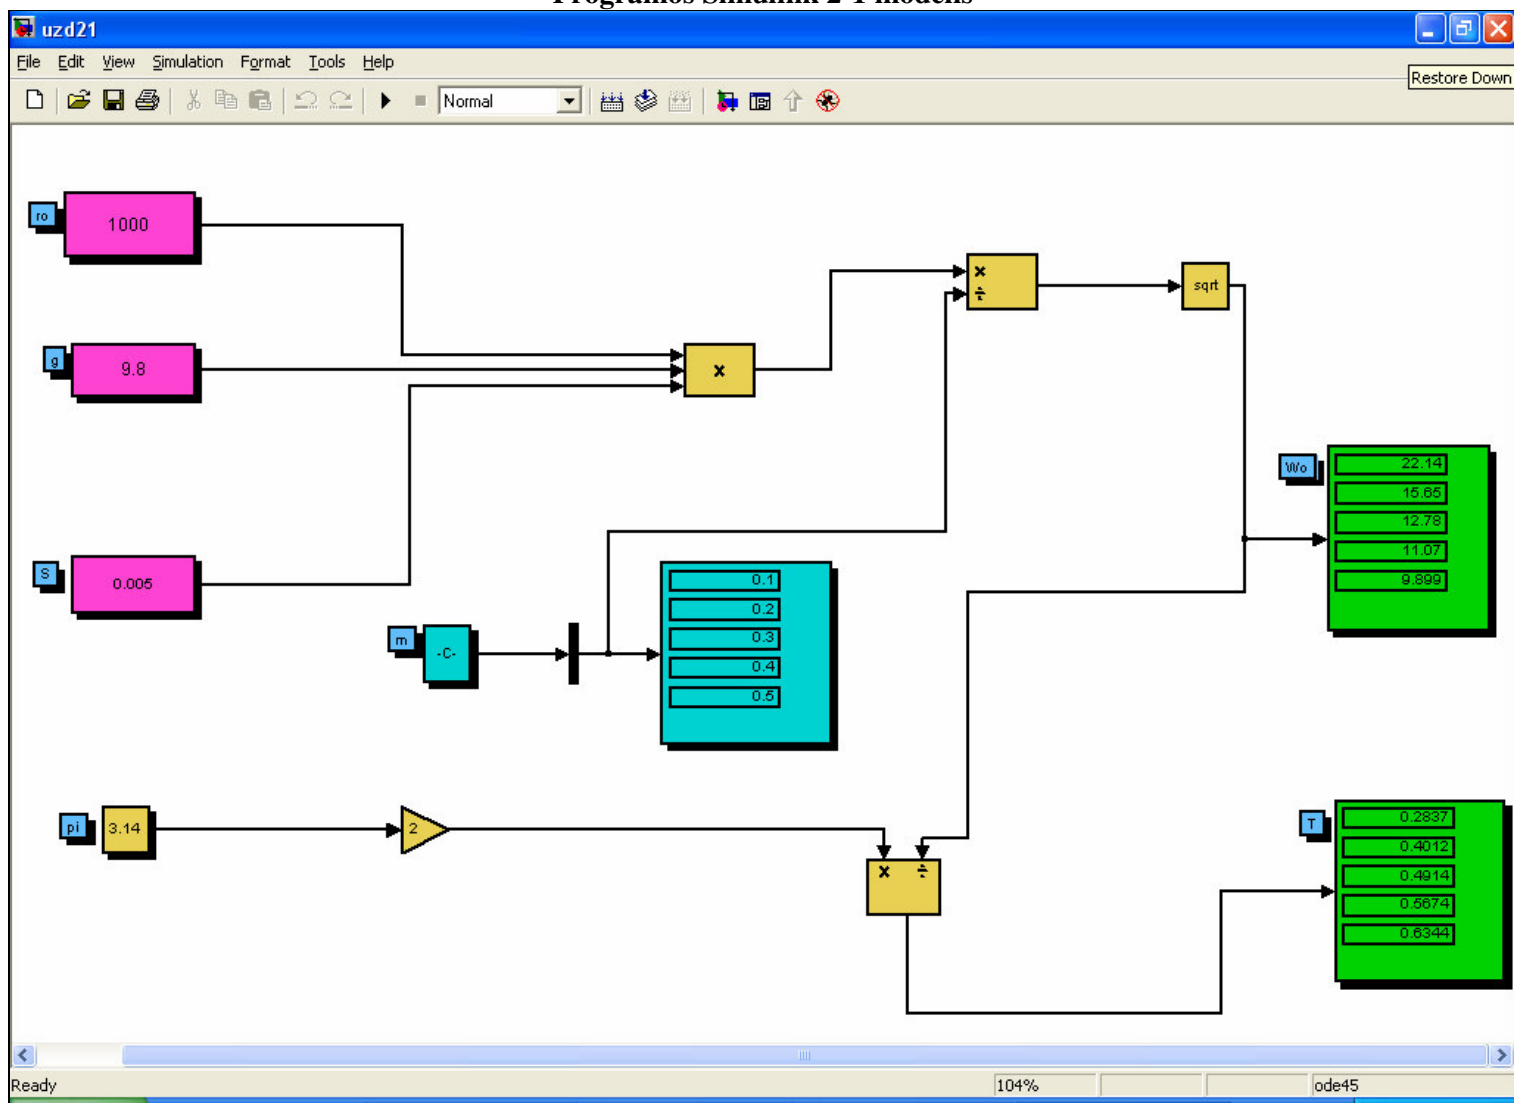 uzd21
File Edit View Simulation Format Tools Help
Restore Down
Normal
ro
1000
g
9.8
×
×
÷
sqrt
S
0.005
m
-C-
0.1
0.2
0.3
0.4
0.5
Wo
22.14
15.65
12.78
11.07
9.899
pi
3.14
2
× ÷
T
0.2837
0.4012
0.4914
0.5674
0.6344
Ready
104%
ode45